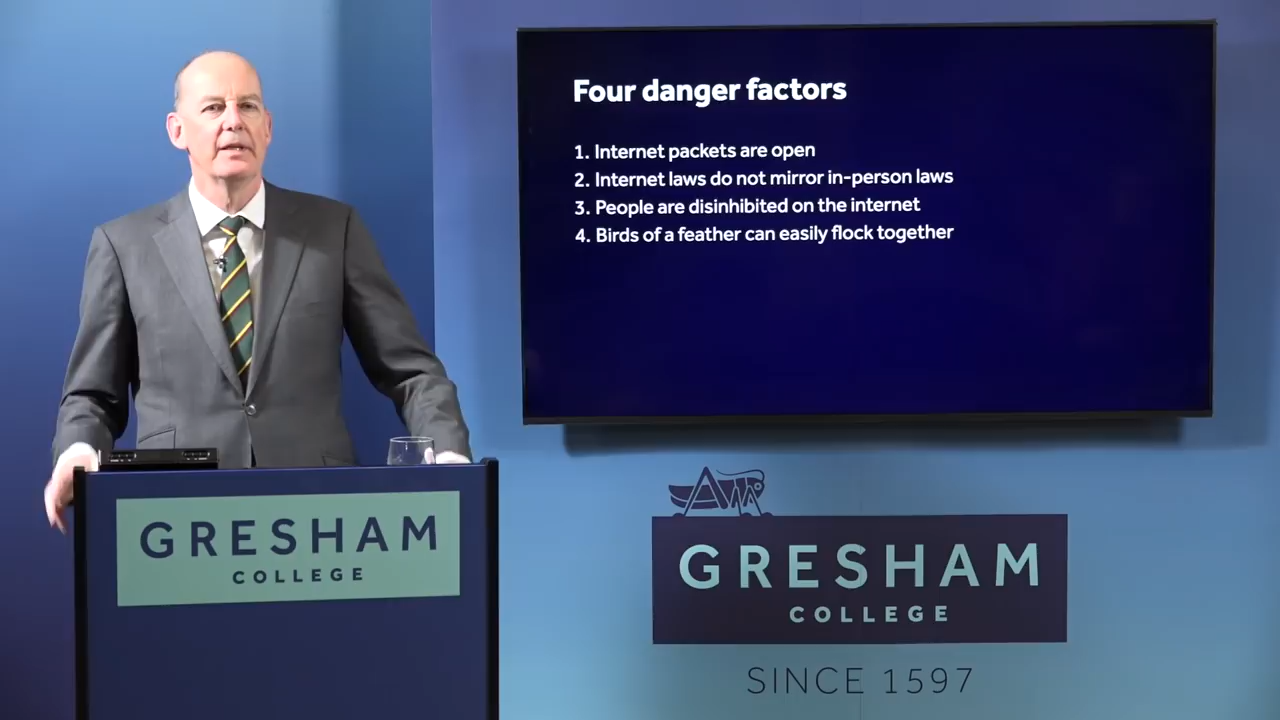 Four danger factors
1. Internet packets are open
2. Internet laws do not mirror in-person laws
3. People are disinhibited on the internet
4. Birds of a feather can easily flock together
GRESHAM
COLLEGE
GRESHAM
COLLEGE
SINCE 1597